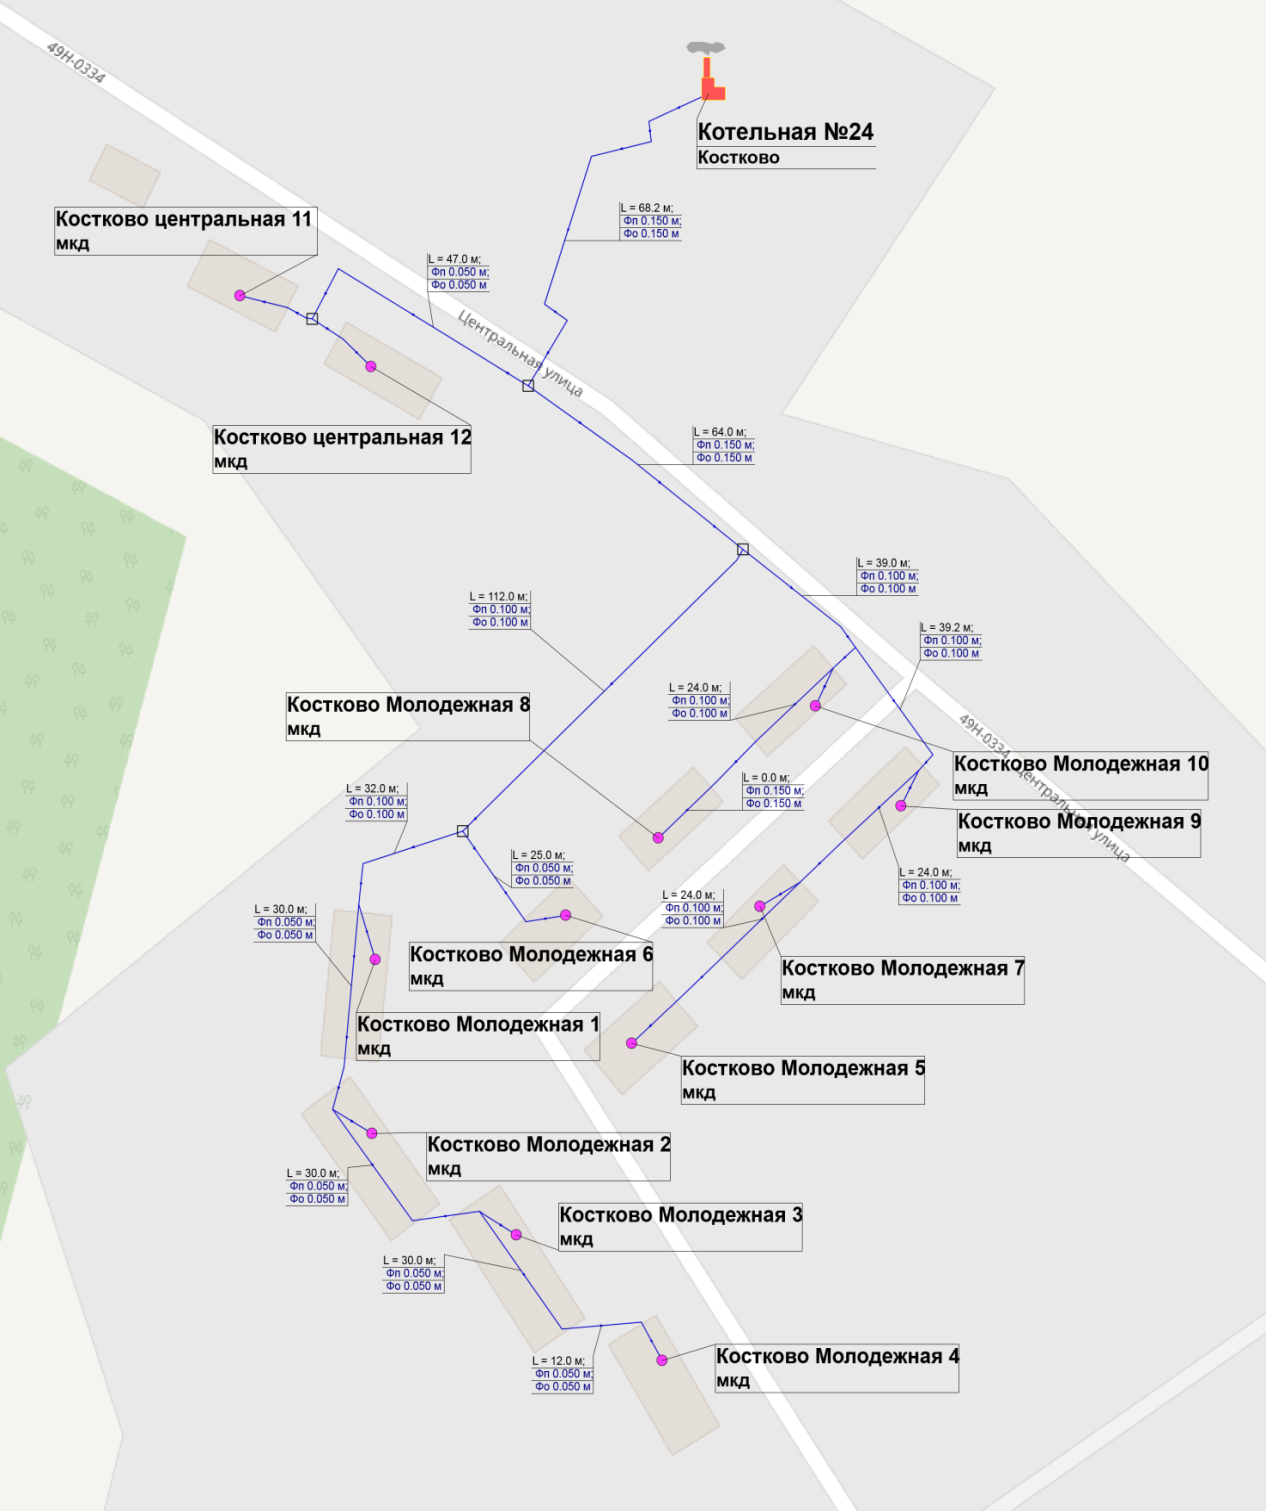 49Н-0334
Котельная №24
Костково
Костково центральная 11
мкд
L = 68.2 м;
Фп 0.150 м;
Фо 0.150 м
L = 47.0 м;
Фп 0.050 м;
Фо 0.050 м
Центральная улица
Костково центральная 12
мкд
L = 64.0 м;
Фп 0.150 м;
Фо 0.150 м
L = 39.0 м;
Фп 0.100 м;
Фо 0.100 м
L = 112.0 м;
Фп 0.100 м;
Фо 0.100 м
L = 39.2 м;
Фп 0.100 м;
Фо 0.100 м
L = 24.0 м;
Фп 0.100 м;
Фо 0.100 м
Костково Молодежная 8
мкд
49Н-0334 Центральная улица
Костково Молодежная 10
мкд
L = 0.0 м;
Фп 0.150 м;
Фо 0.150 м
L = 32.0 м;
Фп 0.100 м;
Фо 0.100 м
Костково Молодежная 9
мкд
L = 25.0 м;
Фп 0.050 м;
Фо 0.050 м
L = 24.0 м;
Фп 0.100 м;
Фо 0.100 м
L = 24.0 м;
Фп 0.100 м;
Фо 0.100 м
L = 30.0 м;
Фп 0.050 м;
Фо 0.050 м
Костково Молодежная 6
мкд
Костково Молодежная 7
мкд
Костково Молодежная 1
мкд
Костково Молодежная 5
мкд
Костково Молодежная 2
мкд
L = 30.0 м;
Фп 0.050 м;
Фо 0.050 м
Костково Молодежная 3
мкд
L = 30.0 м;
Фп 0.050 м;
Фо 0.050 м
Костково Молодежная 4
мкд
L = 12.0 м;
Фп 0.050 м;
Фо 0.050 м